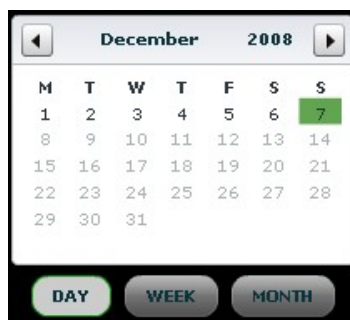 December 2008
M T W T F S S
1 2 3 4 5 6 7
8 9 10 11 12 13 14
15 16 17 18 19 20 21
22 23 24 25 26 27 28
29 30 31
DAY WEEK MONTH